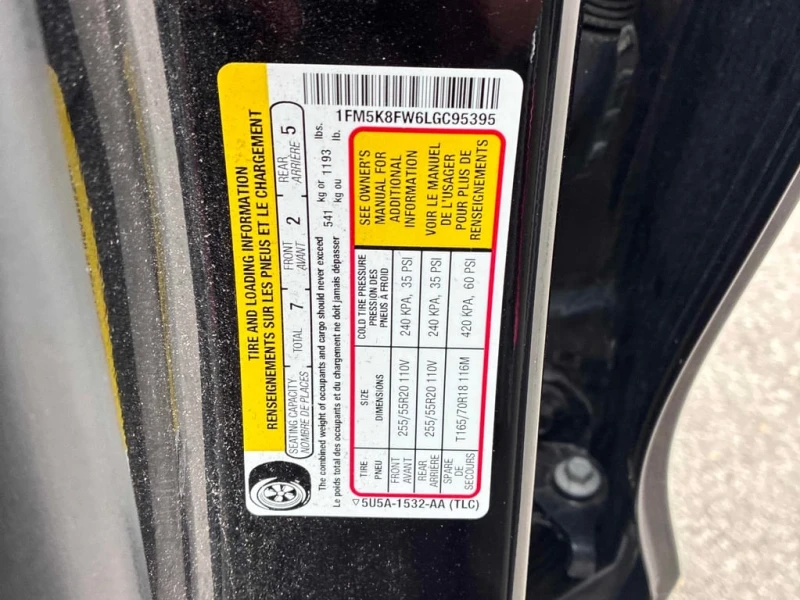 TIRE AND LOADING INFORMATION
RENSEIGNEMENTS SUR LES PNEUS ET LE CHARGEMENT
SEATING CAPACITY TOTAL 7 FRONT 2 REAR 5
NOMBRE DE PLACES AVANT ARRIÈRE
The combined weight of occupants and cargo should never exceed 541 kg or 1193 lbs.
Le poids total des occupants et du chargement ne doit jamais dépasser kg ou lb.
TIRE SIZE COLD TIRE PRESSURE
PNEU DIMENSIONS PRESSION DES
PNEUS À FROID
FRONT
AVANT 255/55R20 110V 240 KPA, 35 PSI
REAR
ARRIÈRE 255/55R20 110V 240 KPA, 35 PSI
SPARE
DE
SECOURS T165/70R18 116M 420 KPA, 60 PSI
SEE OWNER'S
MANUAL FOR
ADDITIONAL
INFORMATION
VOIR LE MANUEL
DE L'USAGER
POUR PLUS DE
RENSEIGNEMENTS
1FM5K8FW6LGC95395
5U5A-1532-AA (TLC)